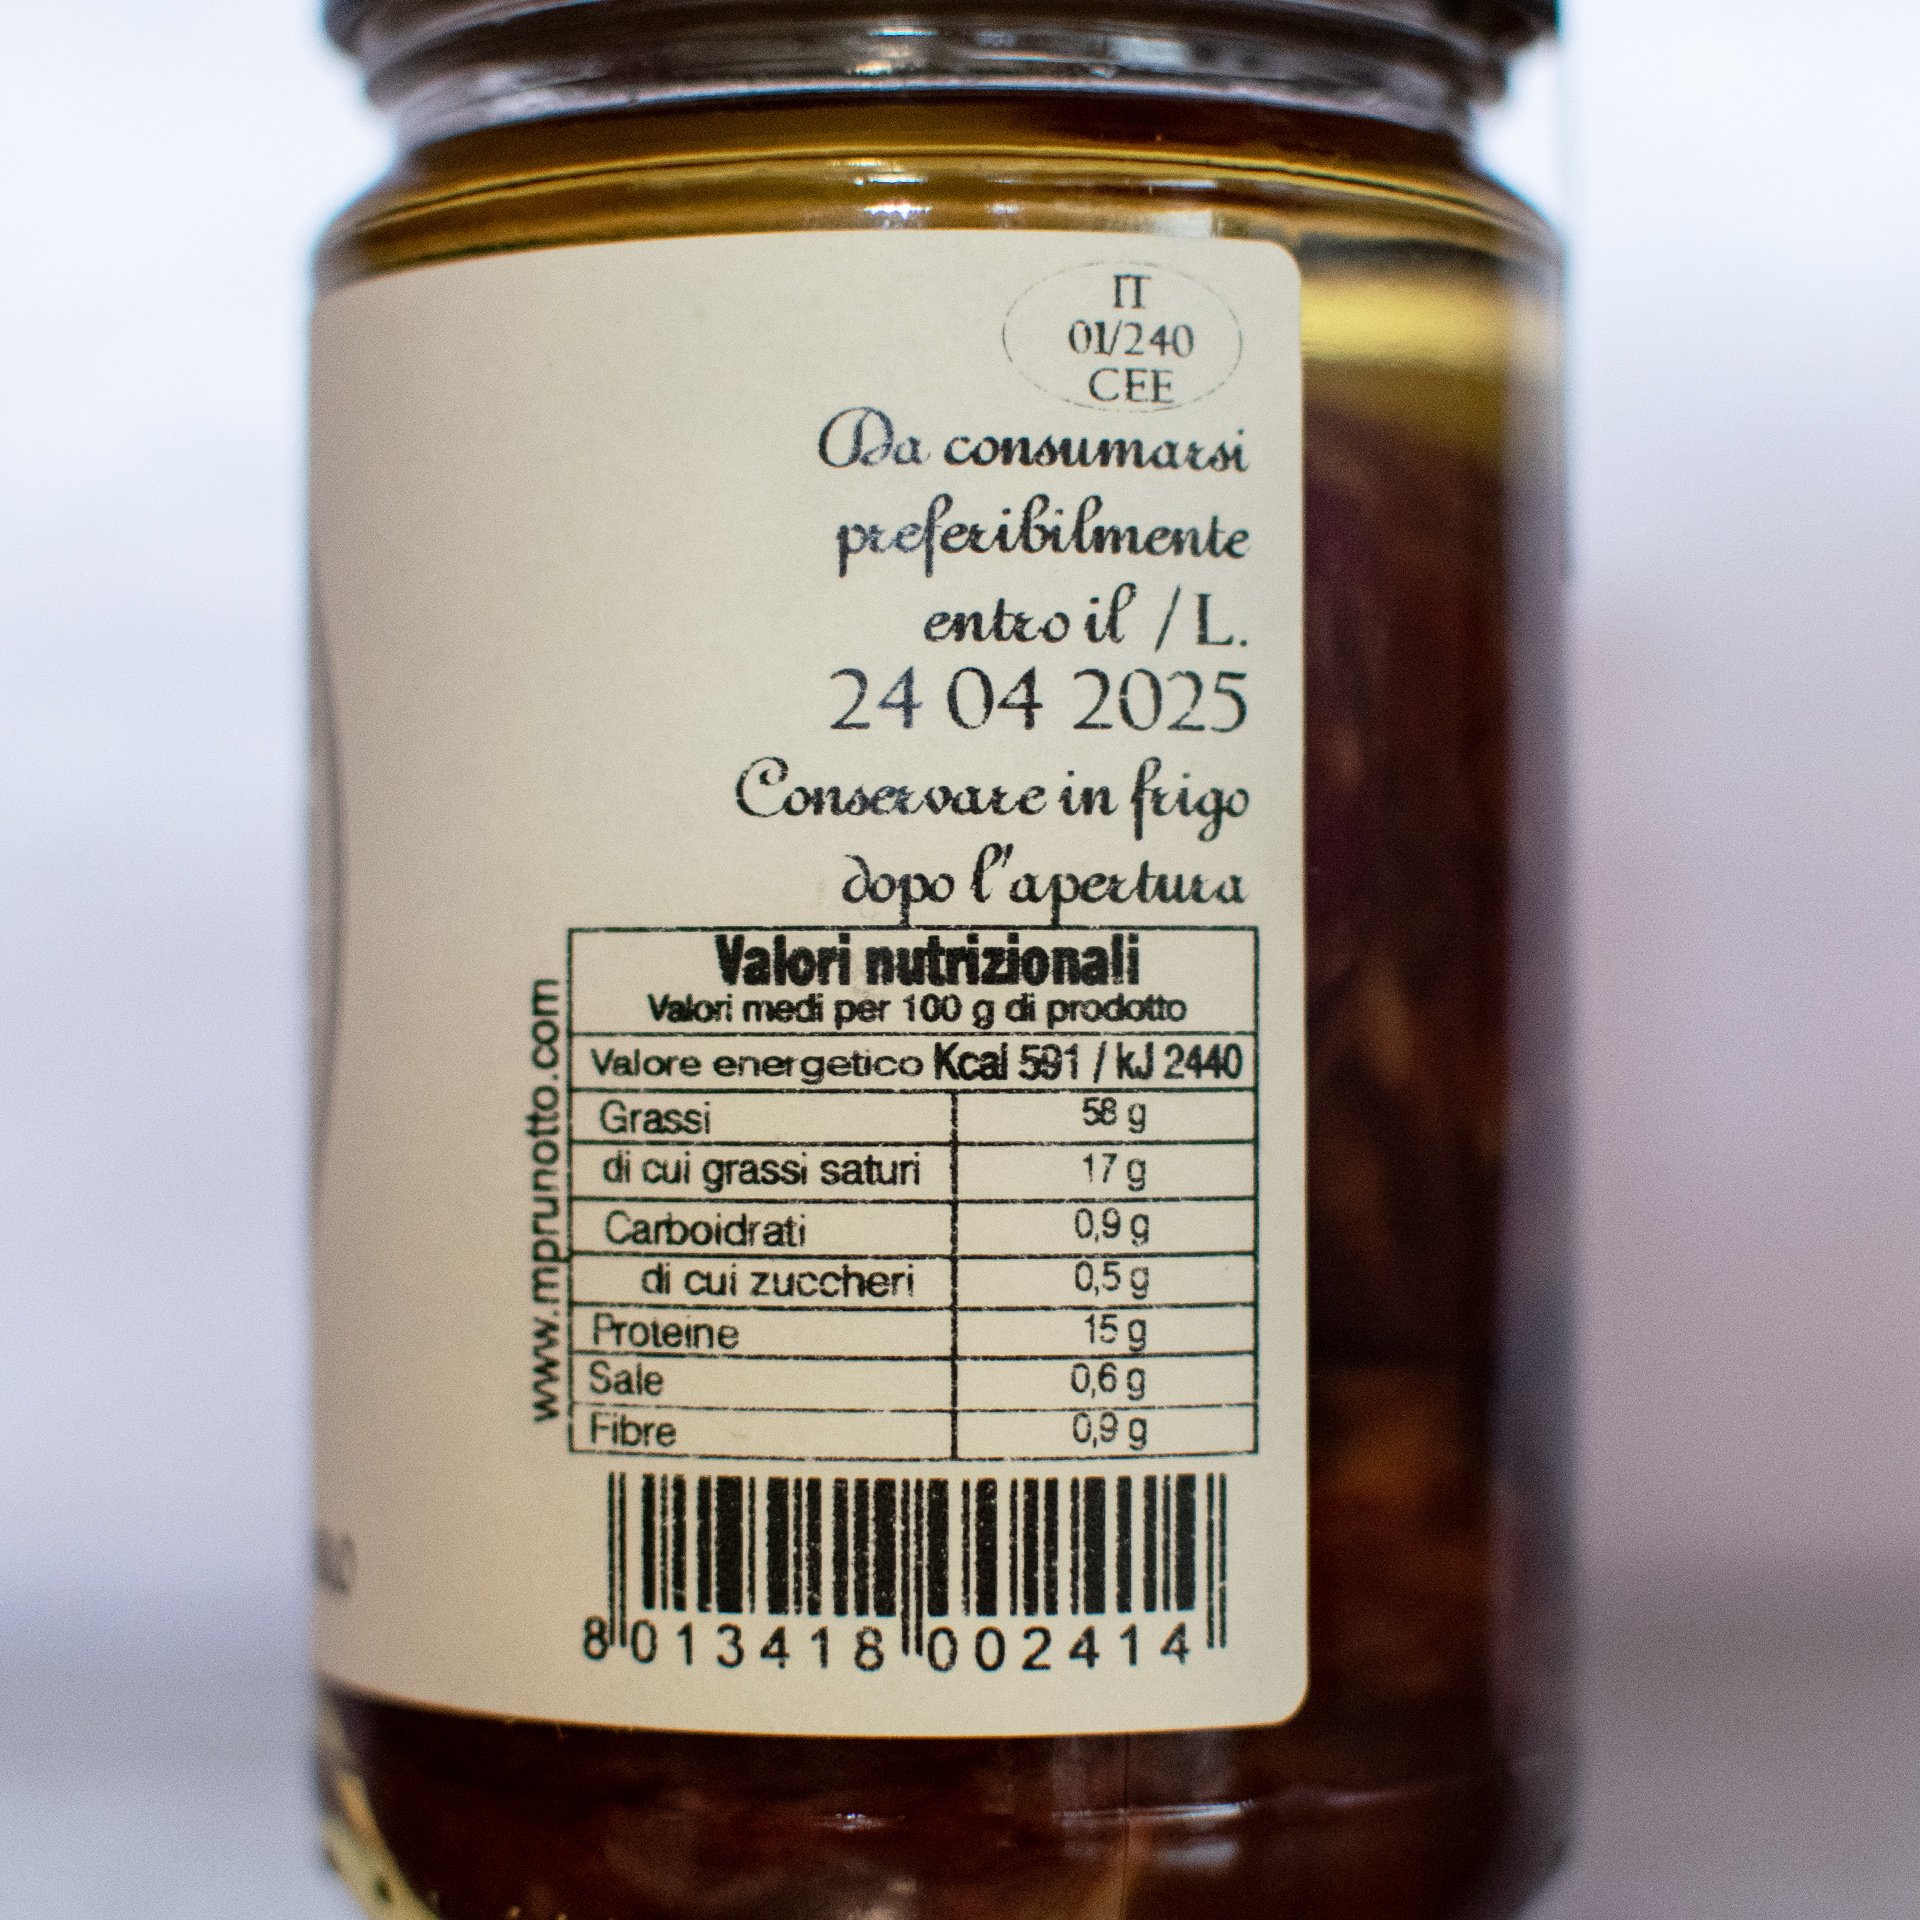 IT
01/240
CEE
Da consumarsi
preferibilmente
entro il / L.
24 04 2025
Conservare in frigo
dopo l'apertura
www.mprunotto.com
Valori nutrizionali
Valori medi per 100 g di prodotto
Valore energetico Kcal 591 / kJ 2440
Grassi 58 g
di cui grassi saturi 17 g
Carboidrati 0,9 g
di cui zuccheri 0,5 g
Proteine 15 g
Sale 0,6 g
Fibre 0,9 g
8 013418 002414